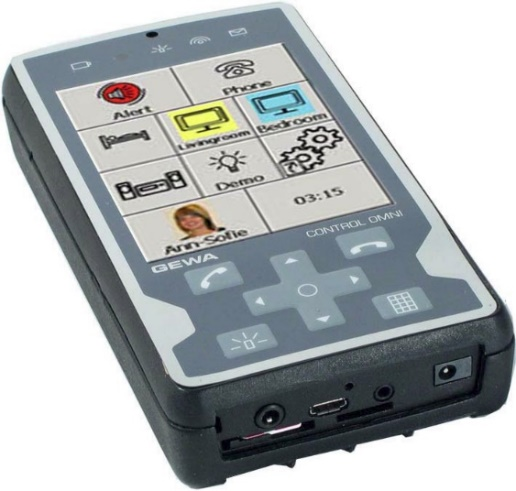 Alert
Phone
Livingroom
Bedroom
Demo
Ann-Sofie
03:15
GEWA
CONTROL OMNI